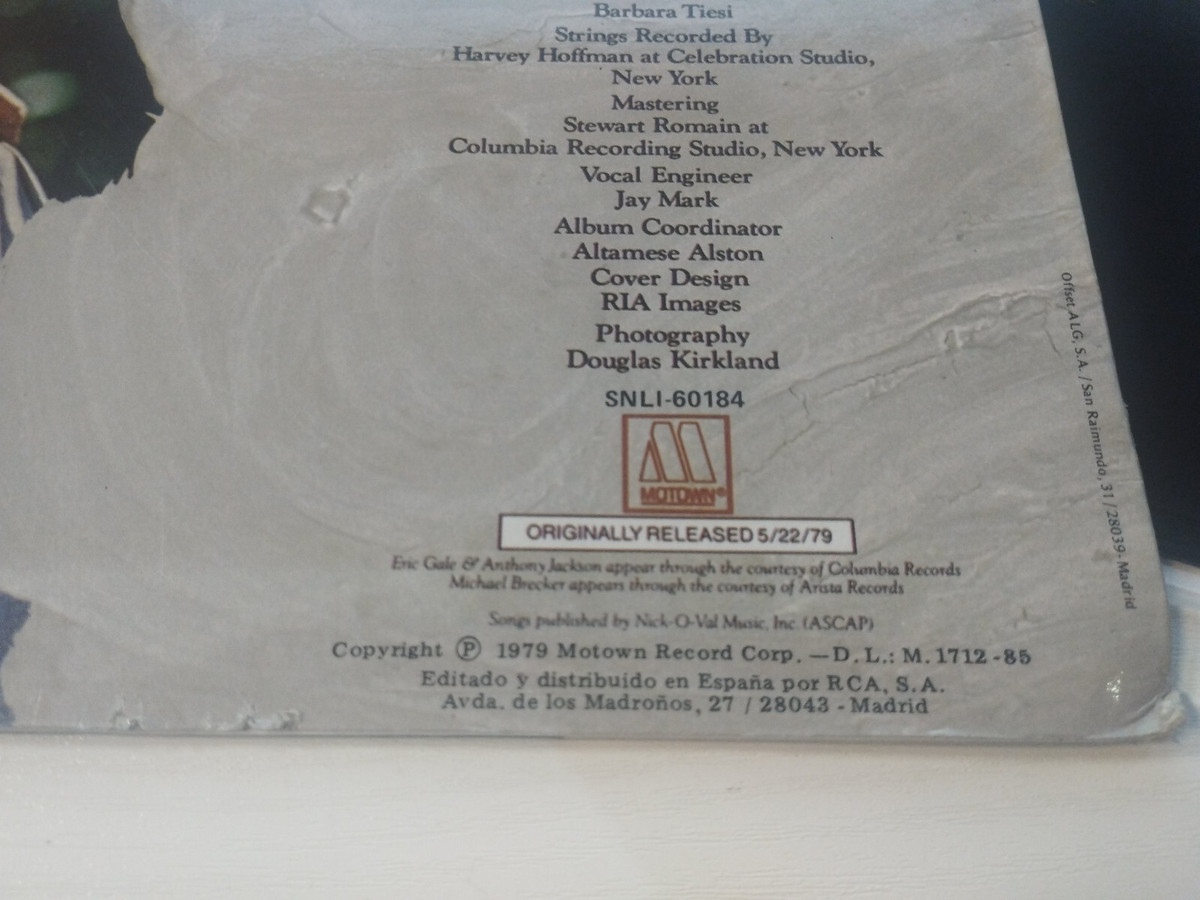 Barbara Tiesi
Strings Recorded By
Harvey Hoffman at Celebration Studio,
New York
Mastering
Stewart Romain at
Columbia Recording Studio, New York
Vocal Engineer
Jay Mark
Album Coordinator
Altamese Alston
Cover Design
RIA Images
Photography
Douglas Kirkland
SNLI-60184
MOTOWN®
ORIGINALLY RELEASED 5/22/79
Eric Gale & Anthony Jackson appear through the courtesy of Columbia Records
Michael Brecker appears through the courtesy of Arista Records
Songs published by Nick-O-Val Music, Inc. (ASCAP)
Copyright Ⓟ 1979 Motown Record Corp. — D. L.: M. 1712 - 85
Editado y distribuido en España por RCA, S.A.
Avda. de los Madroños, 27 / 28043 - Madrid
Offset ALG, S.A. / San Raimundo, 31 / 28039 - Madrid